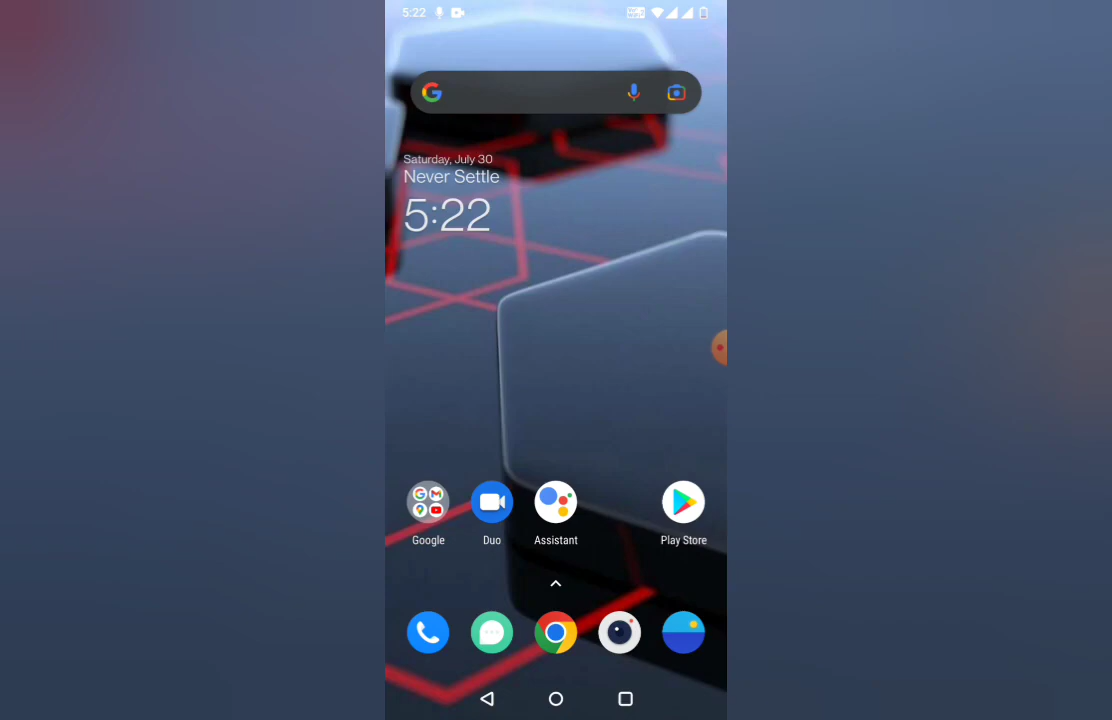 5:22
Saturday, July 30
Never Settle
5:22
Google
Duo
Assistant
Play Store